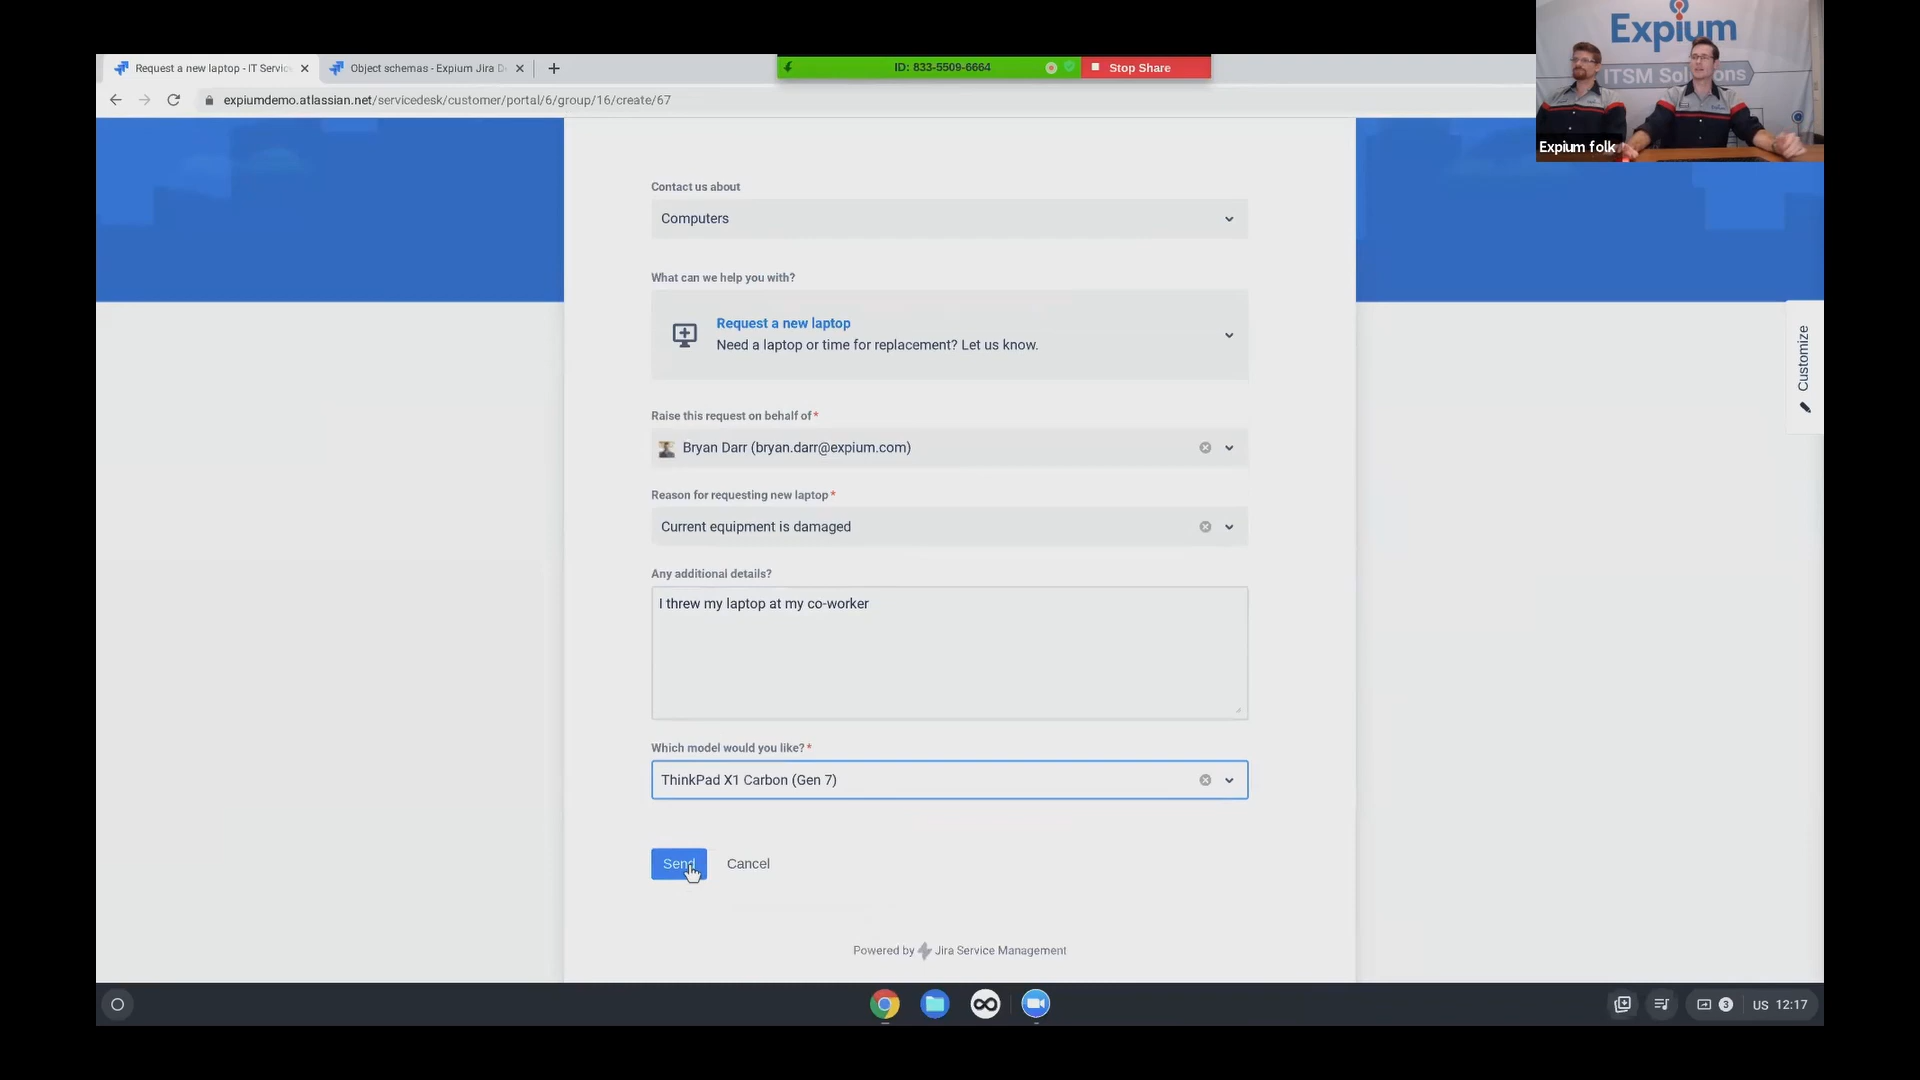 Request a new laptop - IT Servic
Object schemas - Expium Jira D
ID: 833-5509-6664
Stop Share
expiumdemo.atlassian.net/servicedesk/customer/portal/6/group/16/create/67
Expium
ITSM Solutions
Expium folk
Contact us about
Computers
What can we help you with?
Request a new laptop
Need a laptop or time for replacement? Let us know.
Customize
Raise this request on behalf of*
Bryan Darr (bryan.darr@expium.com)
Reason for requesting new laptop*
Current equipment is damaged
Any additional details?
I threw my laptop at my co-worker
Which model would you like?*
ThinkPad X1 Carbon (Gen 7)
Send
Cancel
Powered by Jira Service Management
3
US 12:17